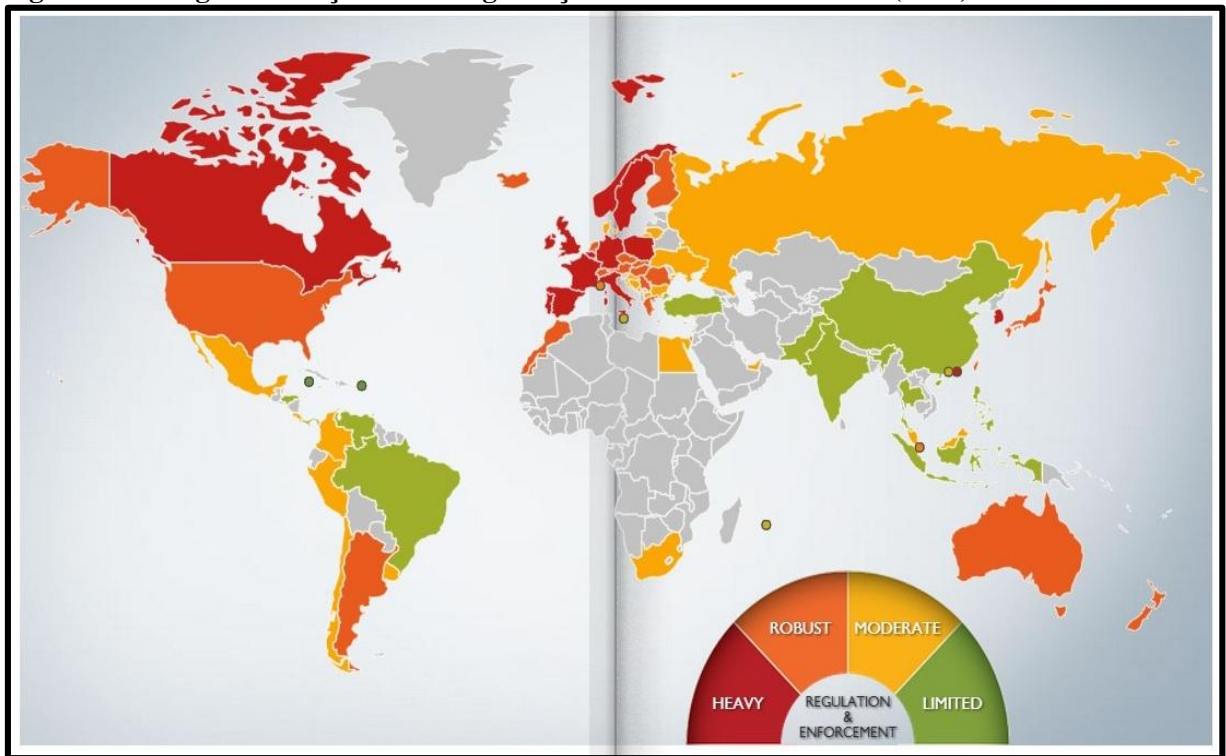 ROBUST
MODERATE
HEAVY
REGULATION
&
ENFORCEMENT
LIMITED